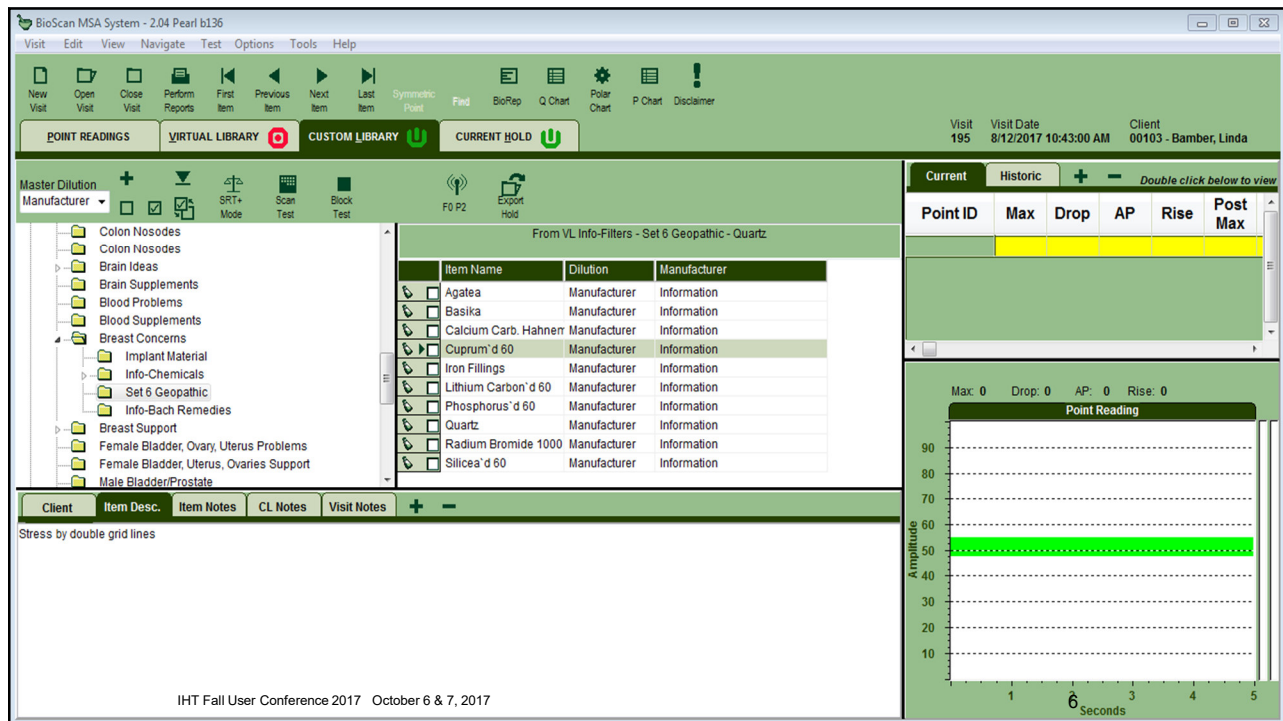 BioScan MSA System - 2.04 Pearl b136
Visit Edit View Navigate Test Options Tools Help
New Visit Open Visit Close Visit Perform Reports First Item Previous Item Next Item Last Item Symmetric Point Find BioRep Q Chart Polar Chart P Chart Disclaimer
POINT READINGS VIRTUAL LIBRARY CUSTOM LIBRARY CURRENT HOLD
Visit Visit Date Client
195 8/12/2017 10:43:00 AM 00103 - Bamber, Linda
Master Dilution
Manufacturer
SRT+ Mode Scan Test Block Test F0 P2 Export Hold
Colon Nosodes
Colon Nosodes
Brain Ideas
Brain Supplements
Blood Problems
Blood Supplements
Breast Concerns
Implant Material
Info-Chemicals
Set 6 Geopathic
Info-Bach Remedies
Breast Support
Female Bladder, Ovary, Uterus Problems
Female Bladder, Uterus, Ovaries Support
Male Bladder/Prostate
From VL Info-Filters - Set 6 Geopathic - Quartz
Item Name Dilution Manufacturer
Agatea Manufacturer Information
Basika Manufacturer Information
Calcium Carb. Hahnem Manufacturer Information
Cuprum`d 60 Manufacturer Information
Iron Fillings Manufacturer Information
Lithium Carbon`d 60 Manufacturer Information
Phosphorus`d 60 Manufacturer Information
Quartz Manufacturer Information
Radium Bromide 1000 Manufacturer Information
Silicea`d 60 Manufacturer Information
Current Historic Double click below to view
Point ID Max Drop AP Rise Post Max
Client Item Desc. Item Notes CL Notes Visit Notes
Stress by double grid lines
Max: 0 Drop: 0 AP: 0 Rise: 0
Point Reading
Amplitude
90
80
70
60
50
40
30
20
10
1 2 3 4 5
Seconds
IHT Fall User Conference 2017 October 6 & 7, 2017
6